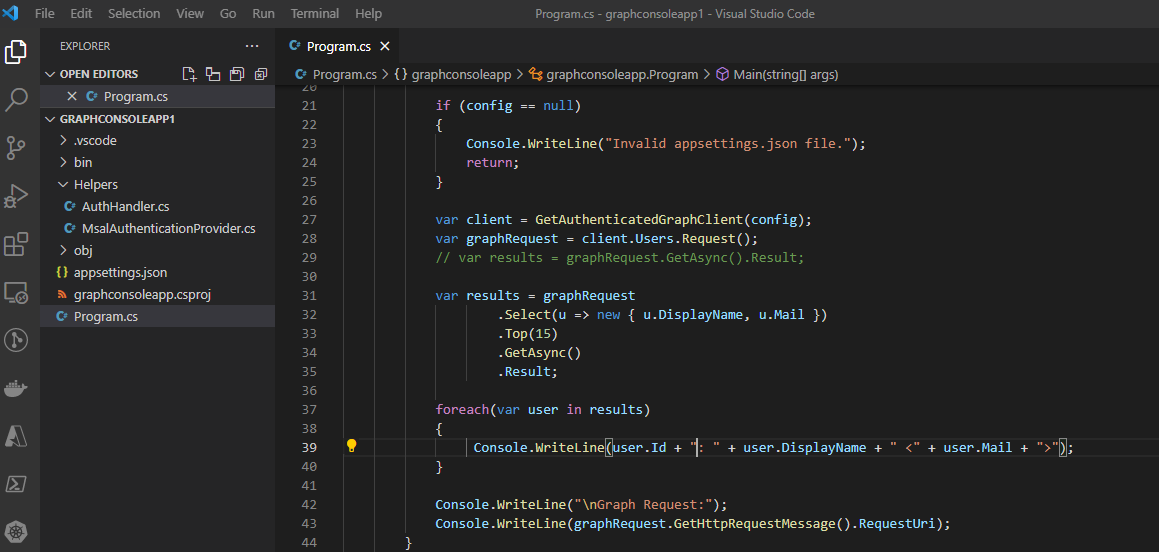 File Edit Selection View Go Run Terminal Help Program.cs - graphconsoleapp1 - Visual Studio Code
EXPLORER
OPEN EDITORS
Program.cs
GRAPHCONSOLEAPP1
.vscode
bin
Helpers
AuthHandler.cs
MsalAuthenticationProvider.cs
obj
appsettings.json
graphconsoleapp.csproj
Program.cs
Program.cs
Program.cs > {} graphconsoleapp > graphconsoleapp.Program > Main(string[] args)
20
21 if (config == null)
22 {
23 Console.WriteLine("Invalid appsettings.json file.");
24 return;
25 }
26
27 var client = GetAuthenticatedGraphClient(config);
28 var graphRequest = client.Users.Request();
29 // var results = graphRequest.GetAsync().Result;
30
31 var results = graphRequest
32 .Select(u => new { u.DisplayName, u.Mail })
33 .Top(15)
34 .GetAsync()
35 .Result;
36
37 foreach(var user in results)
38 {
39 Console.WriteLine(user.Id + ": " + user.DisplayName + " <" + user.Mail + ">");
40 }
41
42 Console.WriteLine("\nGraph Request:");
43 Console.WriteLine(graphRequest.GetHttpRequestMessage().RequestUri);
44 }